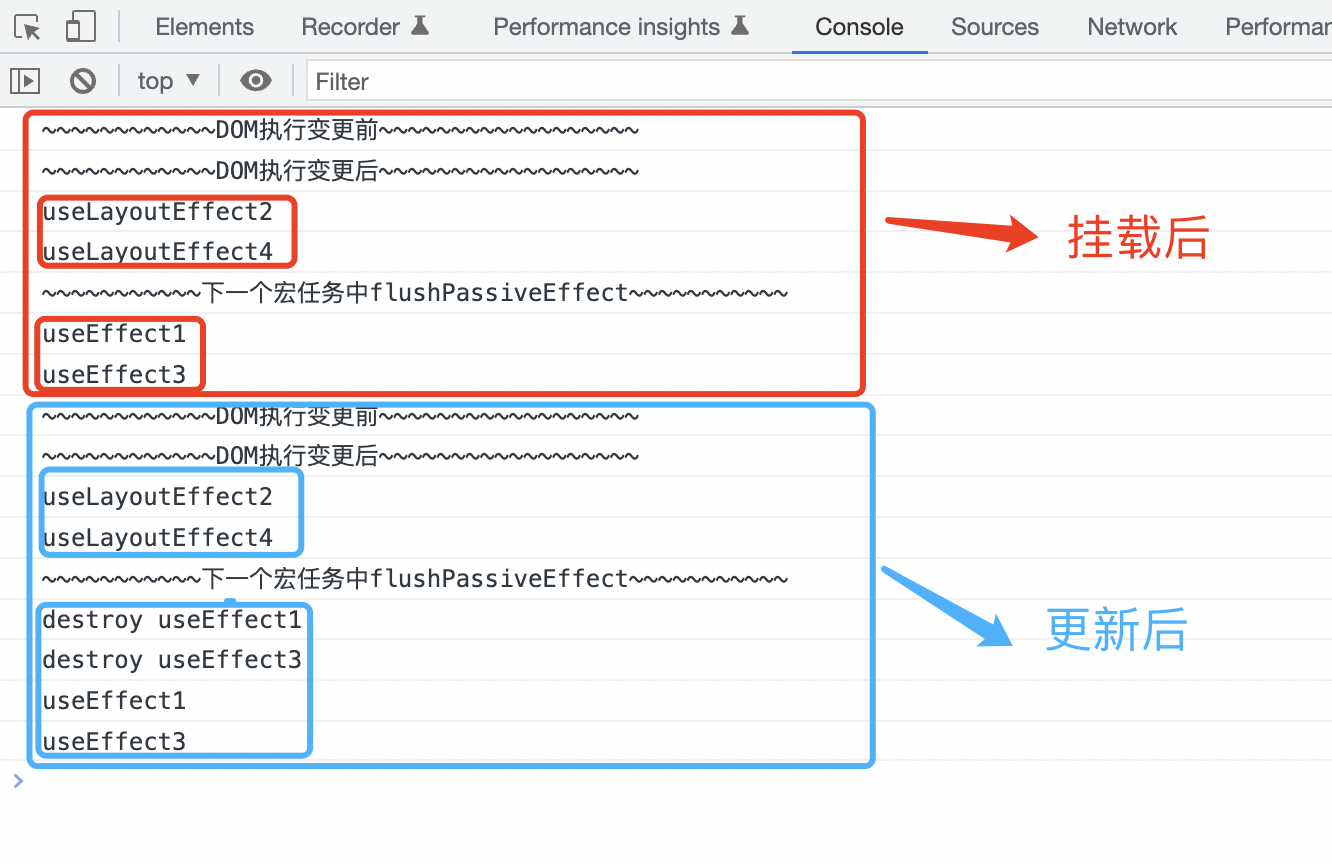 Elements Recorder Performance insights Console Sources Network Performan
top Filter
~~~~~~~~~~~~DOM执行变更前~~~~~~~~~~~~~~~~~~
~~~~~~~~~~~~DOM执行变更后~~~~~~~~~~~~~~~~~~
useLayoutEffect2
useLayoutEffect4
挂载后
~~~~~~~~~~~下一个宏任务中flushPassiveEffect~~~~~~~~~~~
useEffect1
useEffect3
~~~~~~~~~~~~DOM执行变更前~~~~~~~~~~~~~~~~~~
~~~~~~~~~~~~DOM执行变更后~~~~~~~~~~~~~~~~~~
useLayoutEffect2
useLayoutEffect4
~~~~~~~~~~~下一个宏任务中flushPassiveEffect~~~~~~~~~~~
destroy useEffect1
更新后
destroy useEffect3
useEffect1
useEffect3